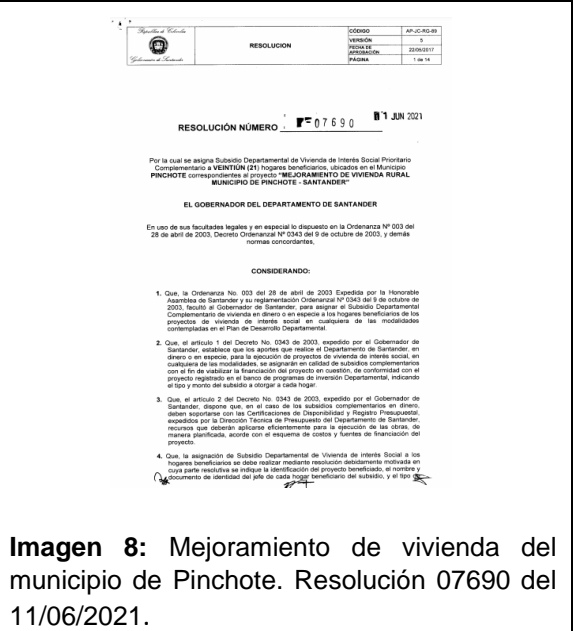 República de Colombia
Gobernación de Santander
RESOLUCION
CÓDIGO AP-JC-RG-69
VERSIÓN 5
FECHA DE APROBACIÓN 22/06/2017
PÁGINA 1 de 14
RESOLUCIÓN NÚMERO 07690 JUN 2021
Por la cual se asigna Subsidio Departamental de Vivienda de Interés Social Prioritario
Complementario a VEINTIÚN (21) hogares beneficiarios, ubicados en el Municipio
PINCHOTE correspondientes al proyecto "MEJORAMIENTO DE VIVIENDA RURAL
MUNICIPIO DE PINCHOTE - SANTANDER"
EL GOBERNADOR DEL DEPARTAMENTO DE SANTANDER
En uso de sus facultades legales y en especial lo dispuesto en la Ordenanza Nº 003 del
28 de abril de 2003, Decreto Ordenanzal Nº 0343 del 9 de octubre de 2003, y demás
normas concordantes,
CONSIDERANDO:
1. Que, la Ordenanza No. 003 del 28 de abril de 2003 Expedida por la Honorable
Asamblea de Santander y su reglamentación Ordenanzal Nº 0343 del 9 de octubre de
2003, facultó al Gobernador de Santander, para asignar el Subsidio Departamental
Complementario de vivienda en dinero o en especie a los hogares beneficiarios de los
proyectos de vivienda de interés social en cualquiera de las modalidades
contempladas en el Plan de Desarrollo Departamental.
2. Que, el artículo 1 del Decreto No. 0343 de 2003, expedido por el Gobernador de
Santander, establece que los aportes que realice el Departamento de Santander, en
dinero o en especie, para la ejecución de proyectos de vivienda de interés social, en
cualquiera de las modalidades, se asignarán en calidad de subsidios complementarios
con el fin de viabilizar la financiación del proyecto en cuestión, de conformidad con el
proyecto registrado en el banco de programas de inversión Departamental, indicando
el tipo y monto del subsidio a otorgar a cada hogar.
3. Que, el artículo 2 del Decreto No. 0343 de 2003, expedido por el Gobernador de
Santander, dispone que, en el caso de los subsidios complementarios en dinero,
deben soportarse con las Certificaciones de Disponibilidad y Registro Presupuestal,
expedidos por la Dirección Técnica de Presupuesto del Departamento de Santander,
recursos que deberán aplicarse eficientemente para la ejecución de las obras, de
manera planificada, acorde con el esquema de costos y fuentes de financiación del
proyecto.
4. Que, la asignación de Subsidio Departamental de Vivienda de interés Social a los
hogares beneficiarios se debe realizar mediante resolución debidamente motivada en
cuya parte resolutiva se indique la identificación del proyecto beneficiado, el nombre y
documento de identidad del jefe de cada hogar beneficiario del subsidio, y el tipo
Imagen 8: Mejoramiento de vivienda del
municipio de Pinchote. Resolución 07690 del
11/06/2021.